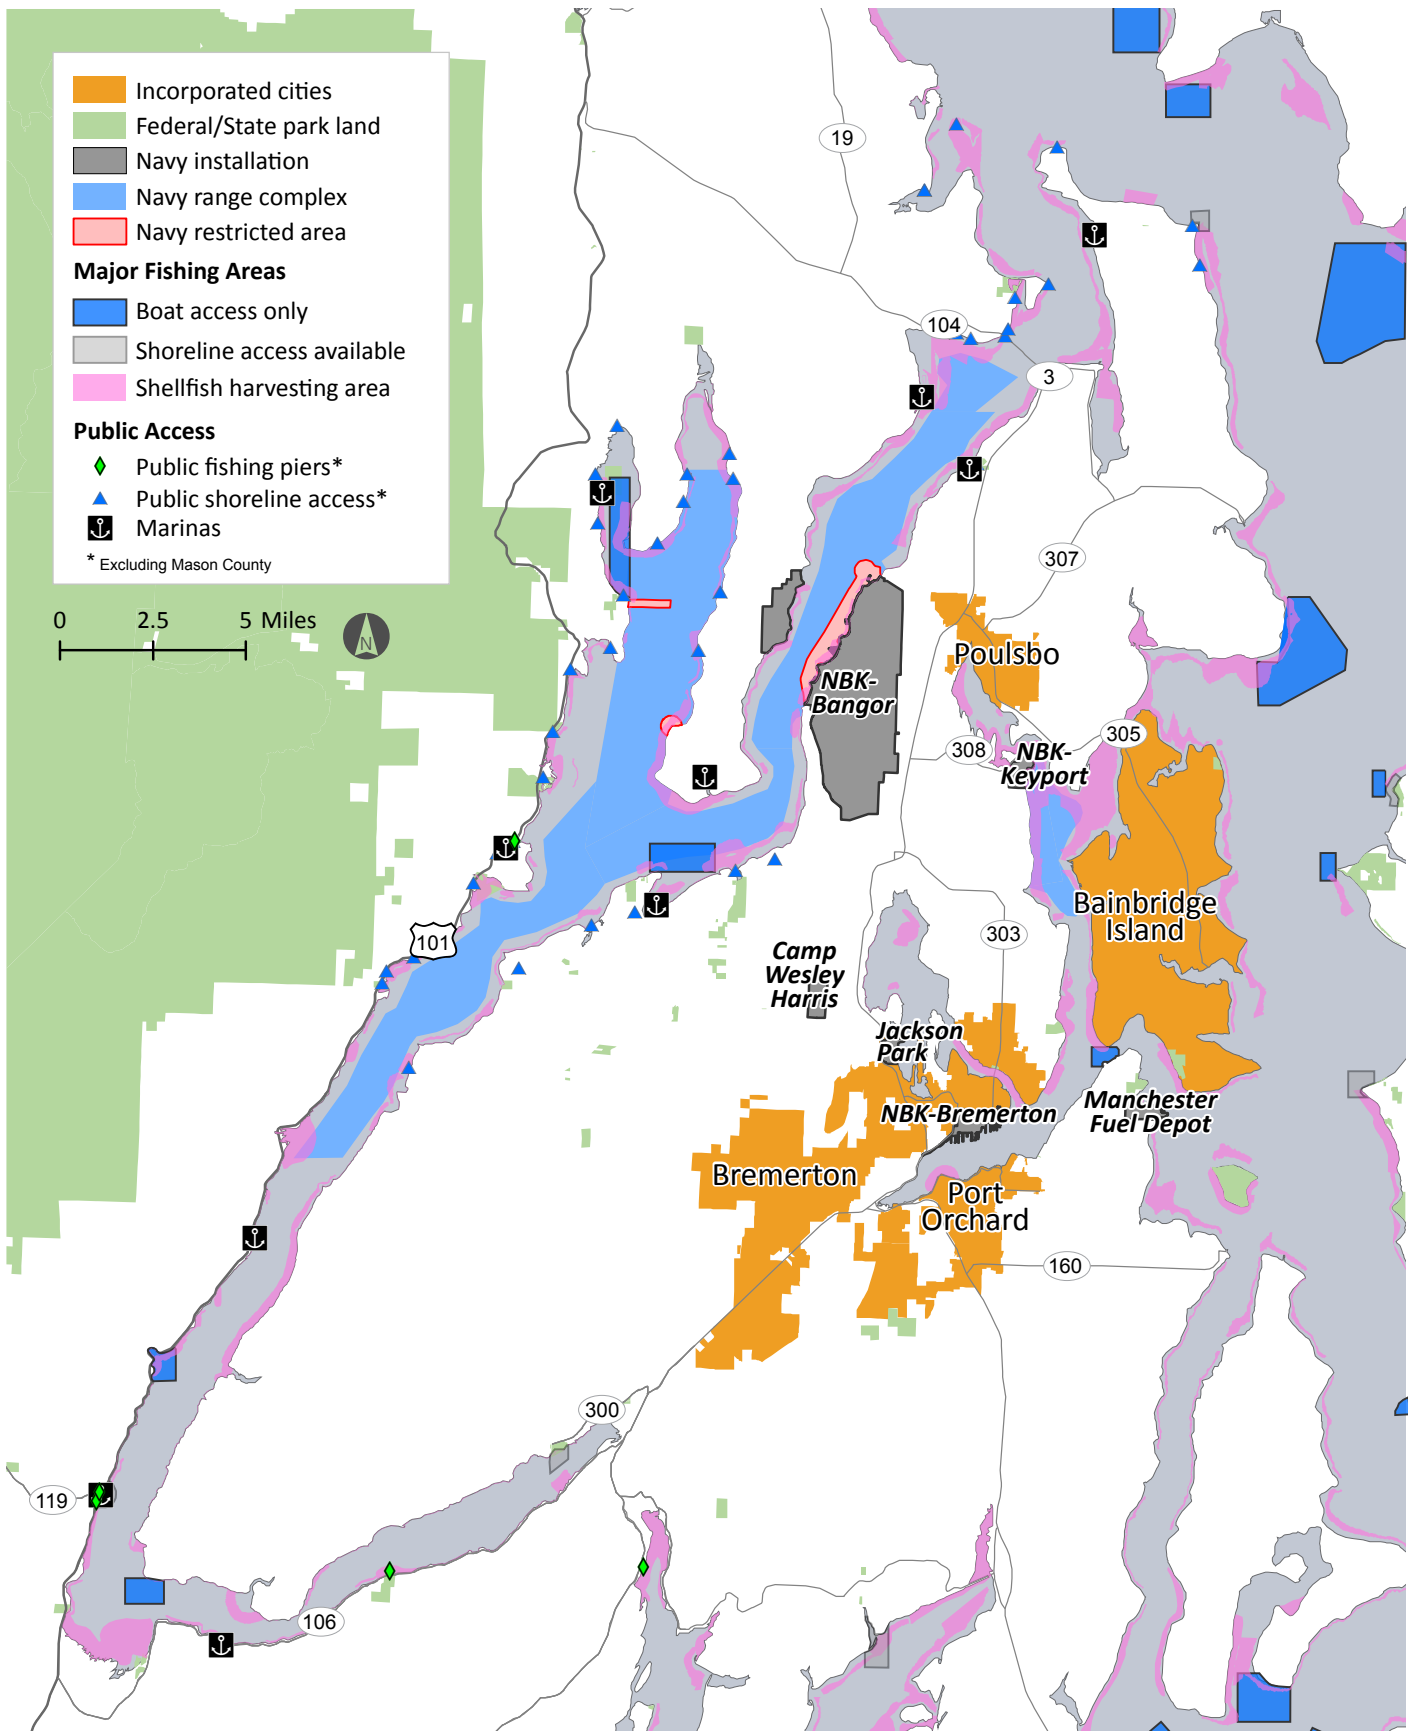 Incorporated cities
Federal/State park land
Navy installation
Navy range complex
Navy restricted area
Major Fishing Areas
Boat access only
Shoreline access available
Shellfish harvesting area
Public Access
Public fishing piers*
Public shoreline access*
Marinas
* Excluding Mason County
0 2.5 5 Miles
N
19
104
3
307
Poulsbo
NBK-
Bangor
305
308
NBK-
Keyport
Bainbridge
Island
101
303
Camp
Wesley
Harris
Jackson
Park
NBK-Bremerton
Manchester
Fuel Depot
Bremerton
Port
Orchard
160
300
119
106